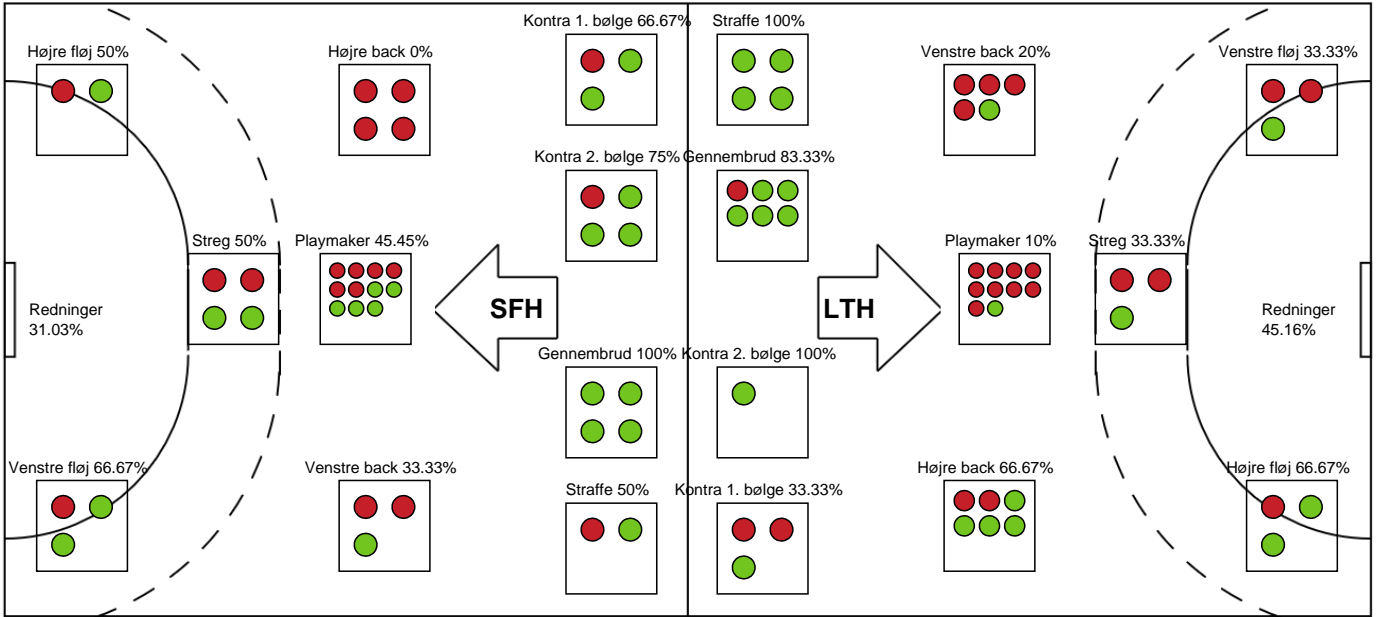 Kontra 1. bølge 66.67%
Straffe 100%
Højre fløj 50%
Højre back 0%
Venstre back 20%
Venstre fløj 33.33%
Kontra 2. bølge 75%
Gennembrud 83.33%
Streg 50%
Playmaker 45.45%
Playmaker 10%
Streg 33.33%
Redninger
31.03%
SFH
LTH
Redninger
45.16%
Gennembrud 100%
Kontra 2. bølge 100%
Venstre fløj 66.67%
Venstre back 33.33%
Straffe 50%
Kontra 1. bølge 33.33%
Højre back 66.67%
Højre fløj 66.67%